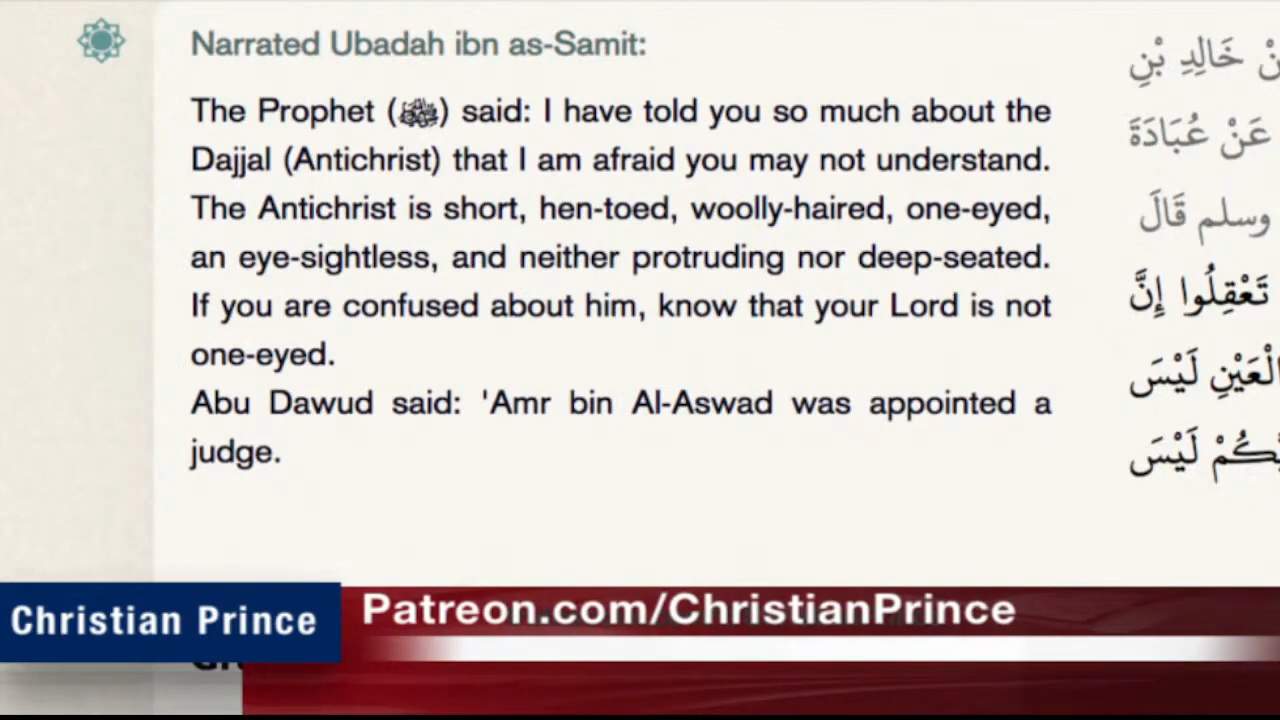 Narrated Ubadah ibn as-Samit:
The Prophet (ﷺ) said: I have told you so much about the
Dajjal (Antichrist) that I am afraid you may not understand.
The Antichrist is short, hen-toed, woolly-haired, one-eyed,
an eye-sightless, and neither protruding nor deep-seated.
If you are confused about him, know that your Lord is not
one-eyed.
Abu Dawud said: 'Amr bin Al-Aswad was appointed a
judge.
خَالِدِ بْنِ
عَنْ عُبَادَةَ
وسلم قَالَ
تَعْقِلُوا إِنَّ
الْعَيْنِ لَيْسَ
لَيْسَ
Christian Prince
Patreon.com/ChristianPrince